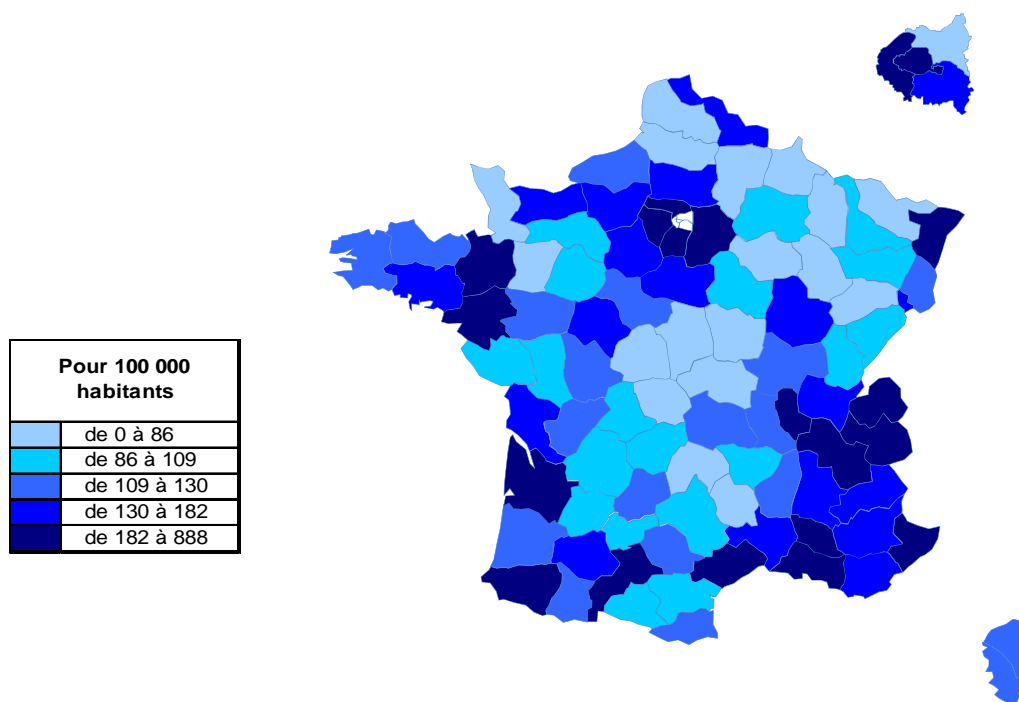 Pour 100 000
habitants
de 0 à 86
de 86 à 109
de 109 à 130
de 130 à 182
de 182 à 888